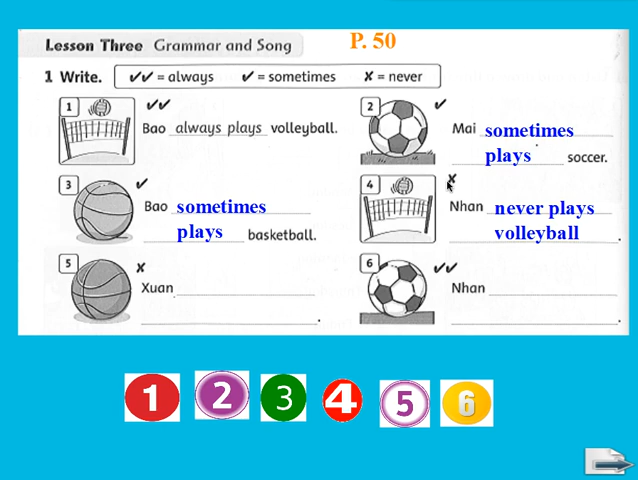 P. 50
Lesson Three Grammar and Song
1 Write. ✔✔ = always ✔ = sometimes ✘ = never
1 ✔✔
Bao always plays volleyball.
2 ✔
Mai sometimes
plays soccer.
3 ✔
Bao sometimes
plays basketball.
4 ✘
Nhan never plays
volleyball.
5 ✘
Xuan
.
6 ✔✔
Nhan
.
1 2 3 4 5 6